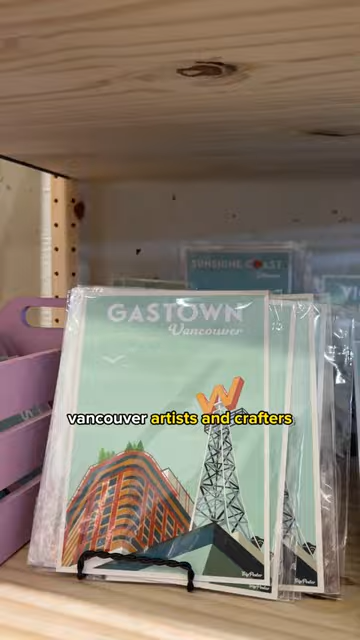 SUNSHINE COAST
GASTOWN
Vancouver
W
vancouver artists and crafters